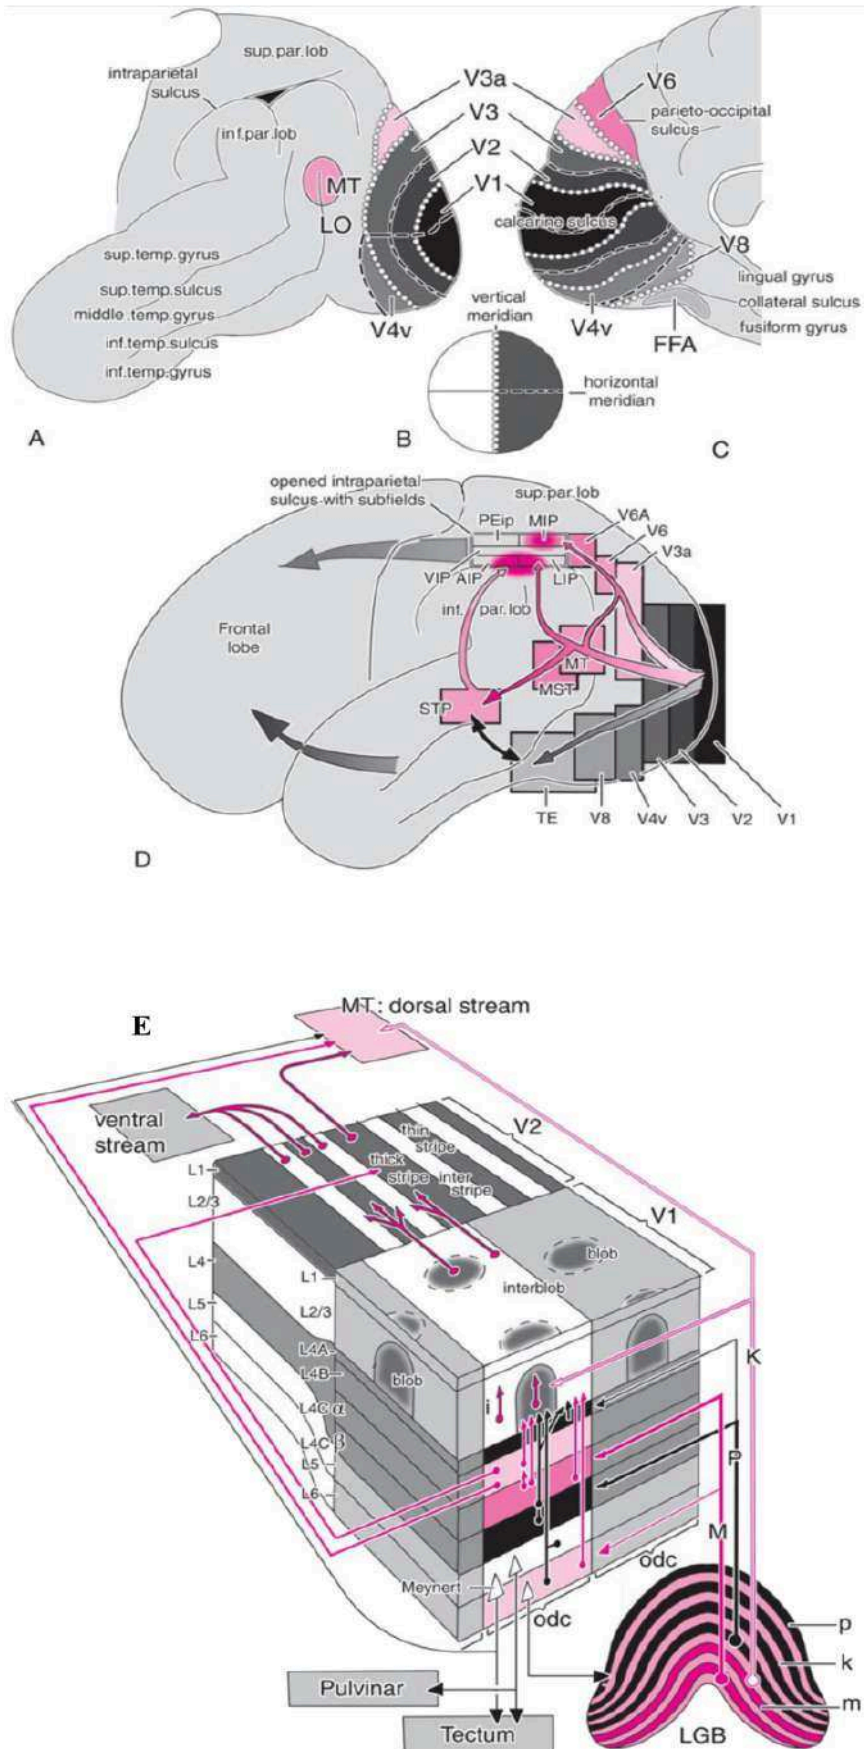 sup.par.lob
intraparietal
sulcus
inf.par.lob
MT
LO
sup.temp.gyrus
sup.temp.sulcus
middle.temp.gyrus
inf.temp.sulcus
inf.temp.gyrus
V3a
V3
V2
V1
V4v
V6
parieto-occipital
sulcus
calcarine sulcus
V8
lingual gyrus
collateral sulcus
fusiform gyrus
V4v
FFA
vertical
meridian
horizontal
meridian
A
B
C
opened intraparietal
sulcus with subfields
sup.par.lob
PEip
MIP
V6A
V6
V3a
VIP
AIP
LIP
inf.
par.lob
Frontal
lobe
MT
MST
STP
TE
V8
V4v
V3
V2
V1
D
E
MT: dorsal stream
ventral
stream
V2
thin
stripe
thick
stripe
inter
stripe
V1
L1
L2/3
L4
L5
L6
blob
interblob
L1
L2/3
L4A
L4B
L4Cα
L4Cβ
L5
L6
blob
i
K
P
M
Meynert
odc
odc
p
k
m
LGB
Pulvinar
Tectum